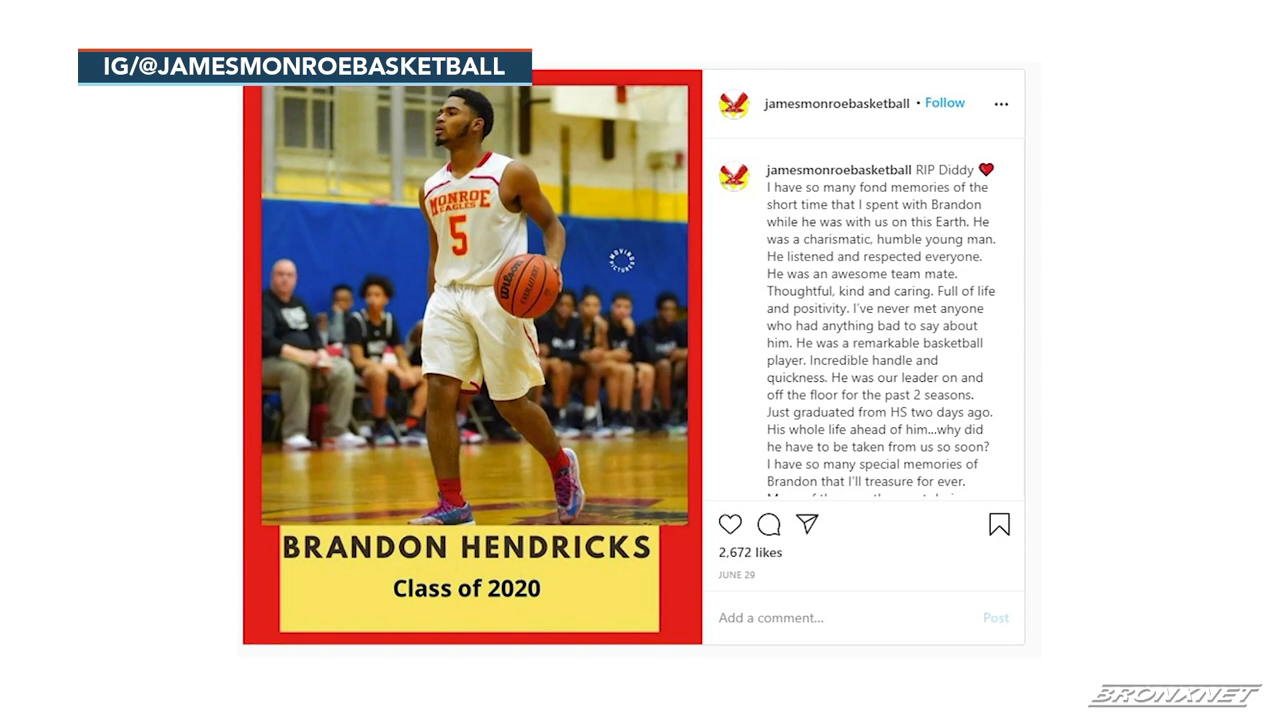 IG/@JAMESMONROEBASKETBALL
MONROE
EAGLES
5
Wilson
EVOLUTION
MOVING
PICTURES
BRANDON HENDRICKS
Class of 2020
jamesmonroebasketball • Follow
jamesmonroebasketball RIP Diddy
I have so many fond memories of the
short time that I spent with Brandon
while he was with us on this Earth. He
was a charismatic, humble young man.
He listened and respected everyone.
He was an awesome team mate.
Thoughtful, kind and caring. Full of life
and positivity. I've never met anyone
who had anything bad to say about
him. He was a remarkable basketball
player. Incredible handle and
quickness. He was our leader on and
off the floor for the past 2 seasons.
Just graduated from HS two days ago.
His whole life ahead of him...why did
he have to be taken from us so soon?
I have so many special memories of
Brandon that I'll treasure for ever.
2,672 likes
JUNE 29
Add a comment... Post
BRONXNET